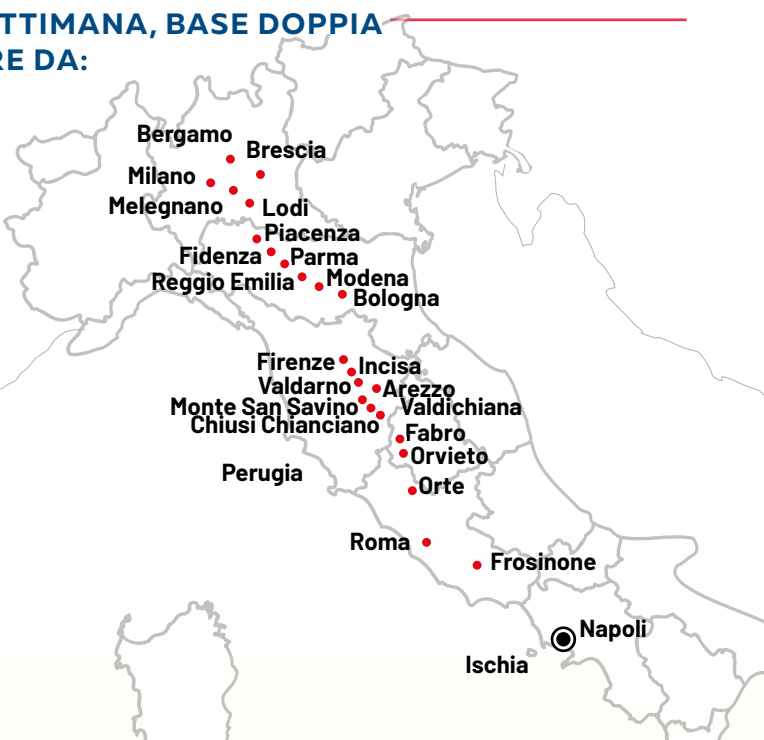 TTIMANA, BASE DOPPIA
RE DA:
Bergamo
Brescia
Milano
Melegnano
Lodi
Piacenza
Fidenza
Parma
Reggio Emilia
Modena
Bologna
Firenze
Incisa
Valdarno
Arezzo
Monte San Savino
Valdichiana
Chiusi Chianciano
Fabro
Orvieto
Perugia
Orte
Roma
Frosinone
Napoli
Ischia